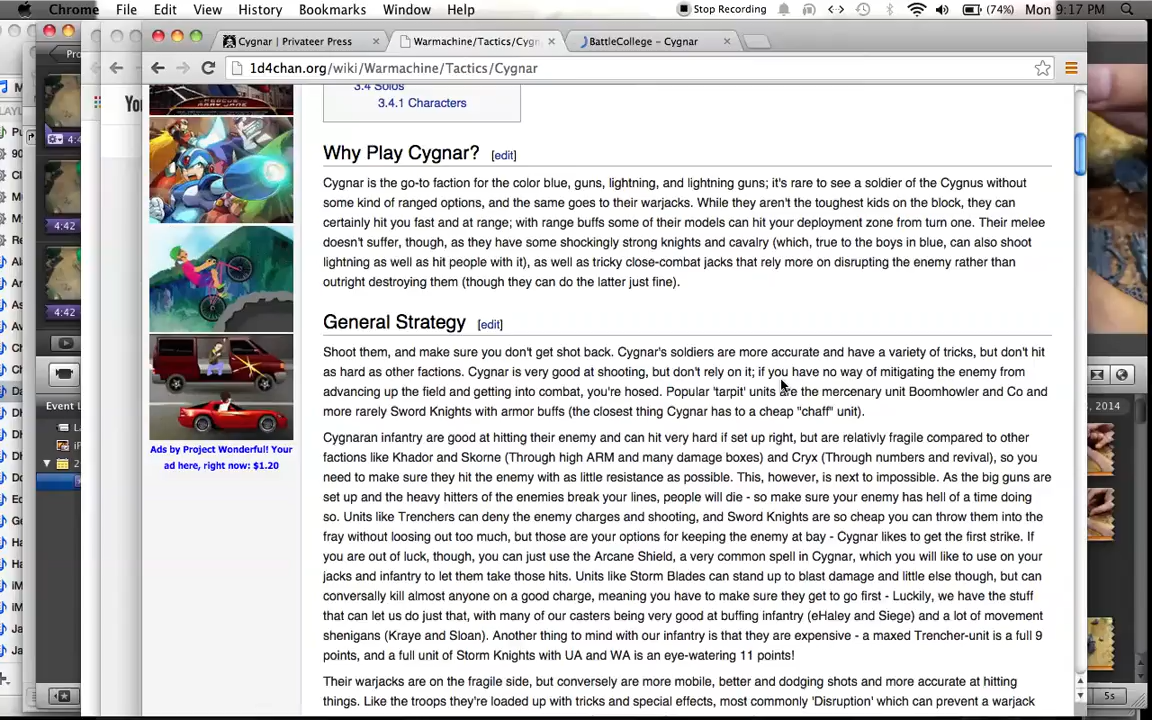 Chrome File Edit View History Bookmarks Window Help Stop Recording (74%) Mon 9:17 PM
Cygnar | Privateer Press Warmachine/Tactics/Cygn BattleCollege – Cygnar
1d4chan.org/wiki/Warmachine/Tactics/Cygnar
3.4 Solos
3.4.1 Characters
Why Play Cygnar? [edit]
Cygnar is the go-to faction for the color blue, guns, lightning, and lightning guns; it's rare to see a soldier of the Cygnus without
some kind of ranged options, and the same goes to their warjacks. While they aren't the toughest kids on the block, they can
certainly hit you fast and at range; with range buffs some of their models can hit your deployment zone from turn one. Their melee
doesn't suffer, though, as they have some shockingly strong knights and cavalry (which, true to the boys in blue, can also shoot
lightning as well as hit people with it), as well as tricky close-combat jacks that rely more on disrupting the enemy rather than
outright destroying them (though they can do the latter just fine).
General Strategy [edit]
Shoot them, and make sure you don't get shot back. Cygnar's soldiers are more accurate and have a variety of tricks, but don't hit
as hard as other factions. Cygnar is very good at shooting, but don't rely on it; if you have no way of mitigating the enemy from
advancing up the field and getting into combat, you're hosed. Popular 'tarpit' units are the mercenary unit Boomhowler and Co and
more rarely Sword Knights with armor buffs (the closest thing Cygnar has to a cheap "chaff" unit).
Cygnaran infantry are good at hitting their enemy and can hit very hard if set up right, but are relativly fragile compared to other
factions like Khador and Skorne (Through high ARM and many damage boxes) and Cryx (Through numbers and revival), so you
need to make sure they hit the enemy with as little resistance as possible. This, however, is next to impossible. As the big guns are
set up and the heavy hitters of the enemies break your lines, people will die - so make sure your enemy has hell of a time doing
so. Units like Trenchers can deny the enemy charges and shooting, and Sword Knights are so cheap you can throw them into the
fray without loosing out too much, but those are your options for keeping the enemy at bay - Cygnar likes to get the first strike. If
you are out of luck, though, you can just use the Arcane Shield, a very common spell in Cygnar, which you will like to use on your
jacks and infantry to let them take those hits. Units like Storm Blades can stand up to blast damage and little else though, but can
conversally kill almost anyone on a good charge, meaning you have to make sure they get to go first - Luckily, we have the stuff
that can let us do just that, with many of our casters being very good at buffing infantry (eHaley and Siege) and a lot of movement
shenigans (Kraye and Sloan). Another thing to mind with our infantry is that they are expensive - a maxed Trencher-unit is a full 9
points, and a full unit of Storm Knights with UA and WA is an eye-watering 11 points!
Their warjacks are on the fragile side, but conversely are more mobile, better and dodging shots and more accurate at hitting
things. Like the troops they're loaded up with tricks and special effects, most commonly 'Disruption' which can prevent a warjack
Ads by Project Wonderful! Your
ad here, right now: $1.20
4:42
4:42
Event L
, 2014
5s